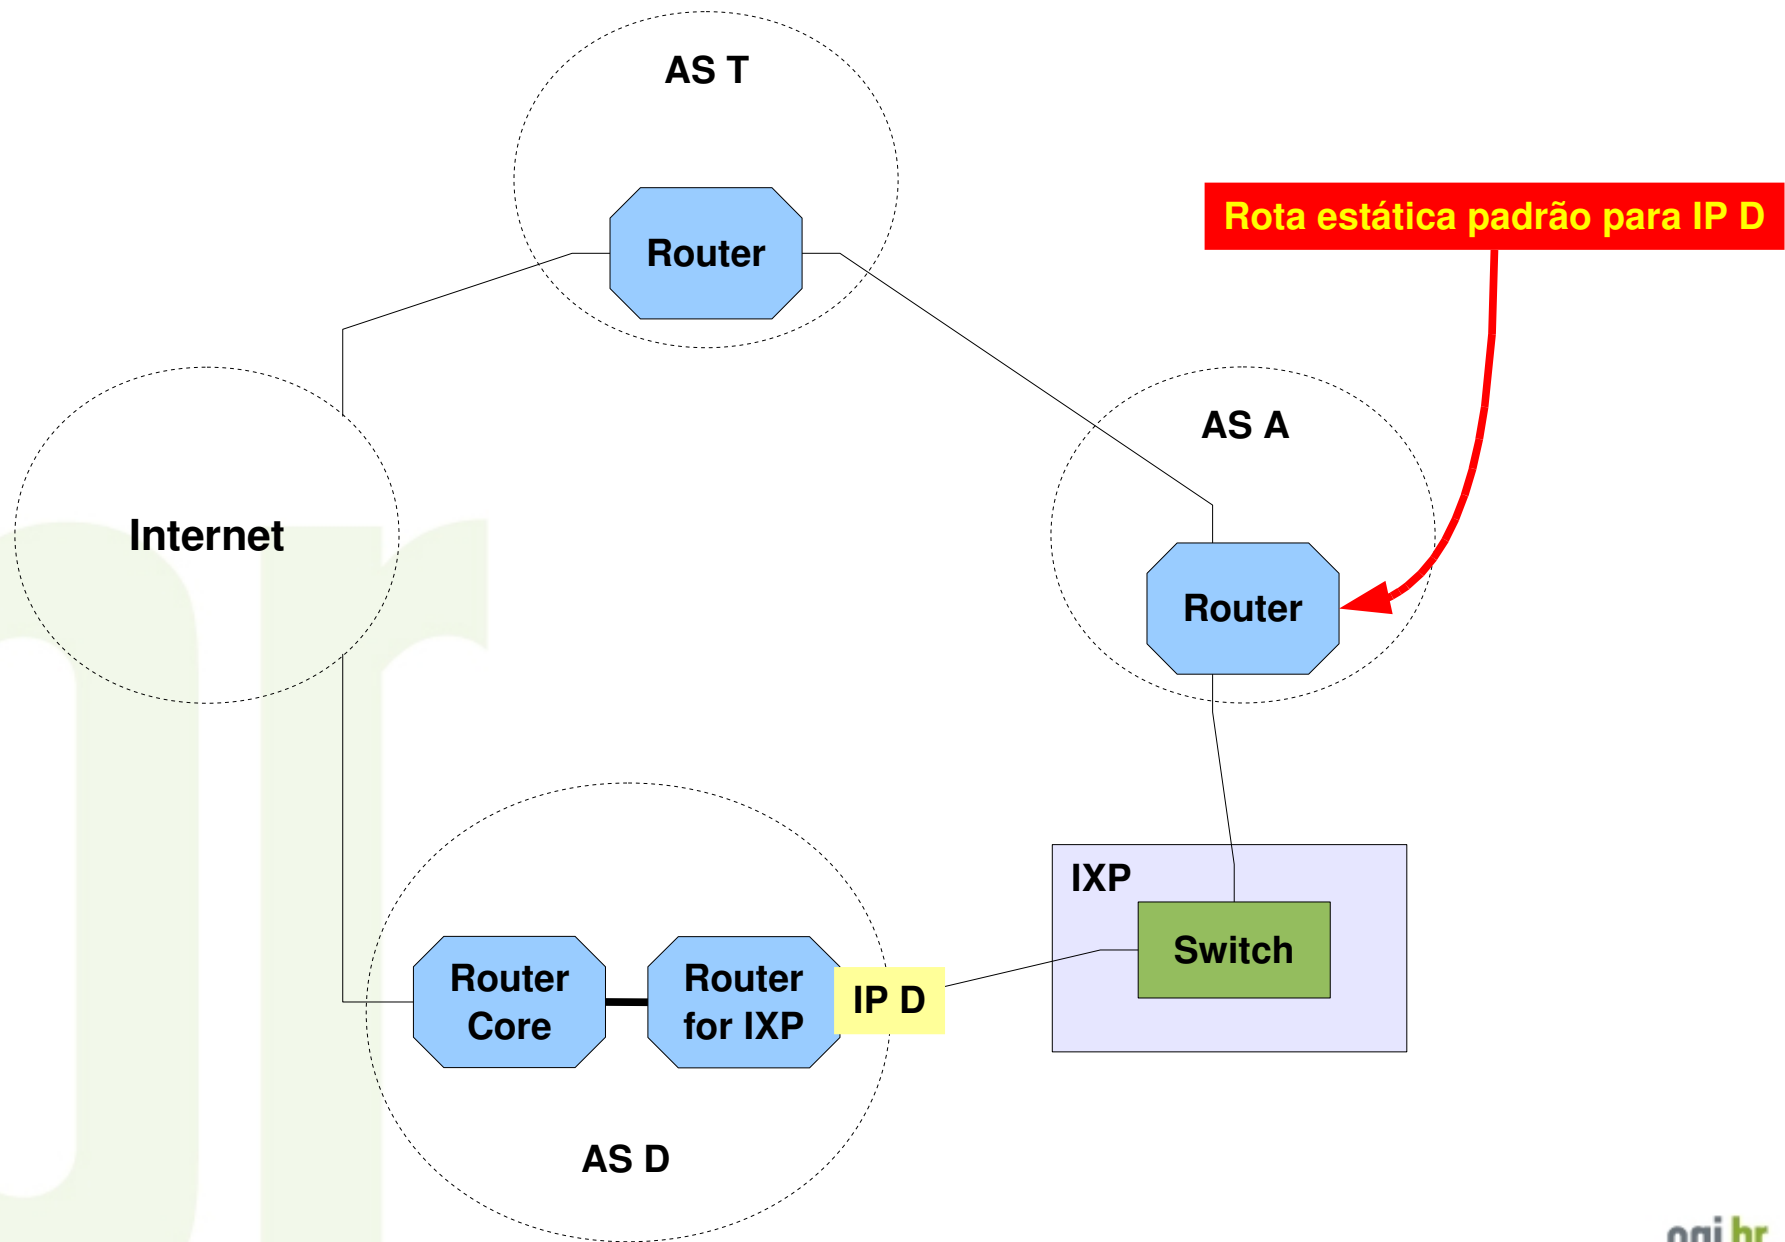 AS T
Router
Rota estática padrão para IP D
AS A
Internet
Router
IXP
Switch
Router
Core
Router
for IXP
IP D
AS D